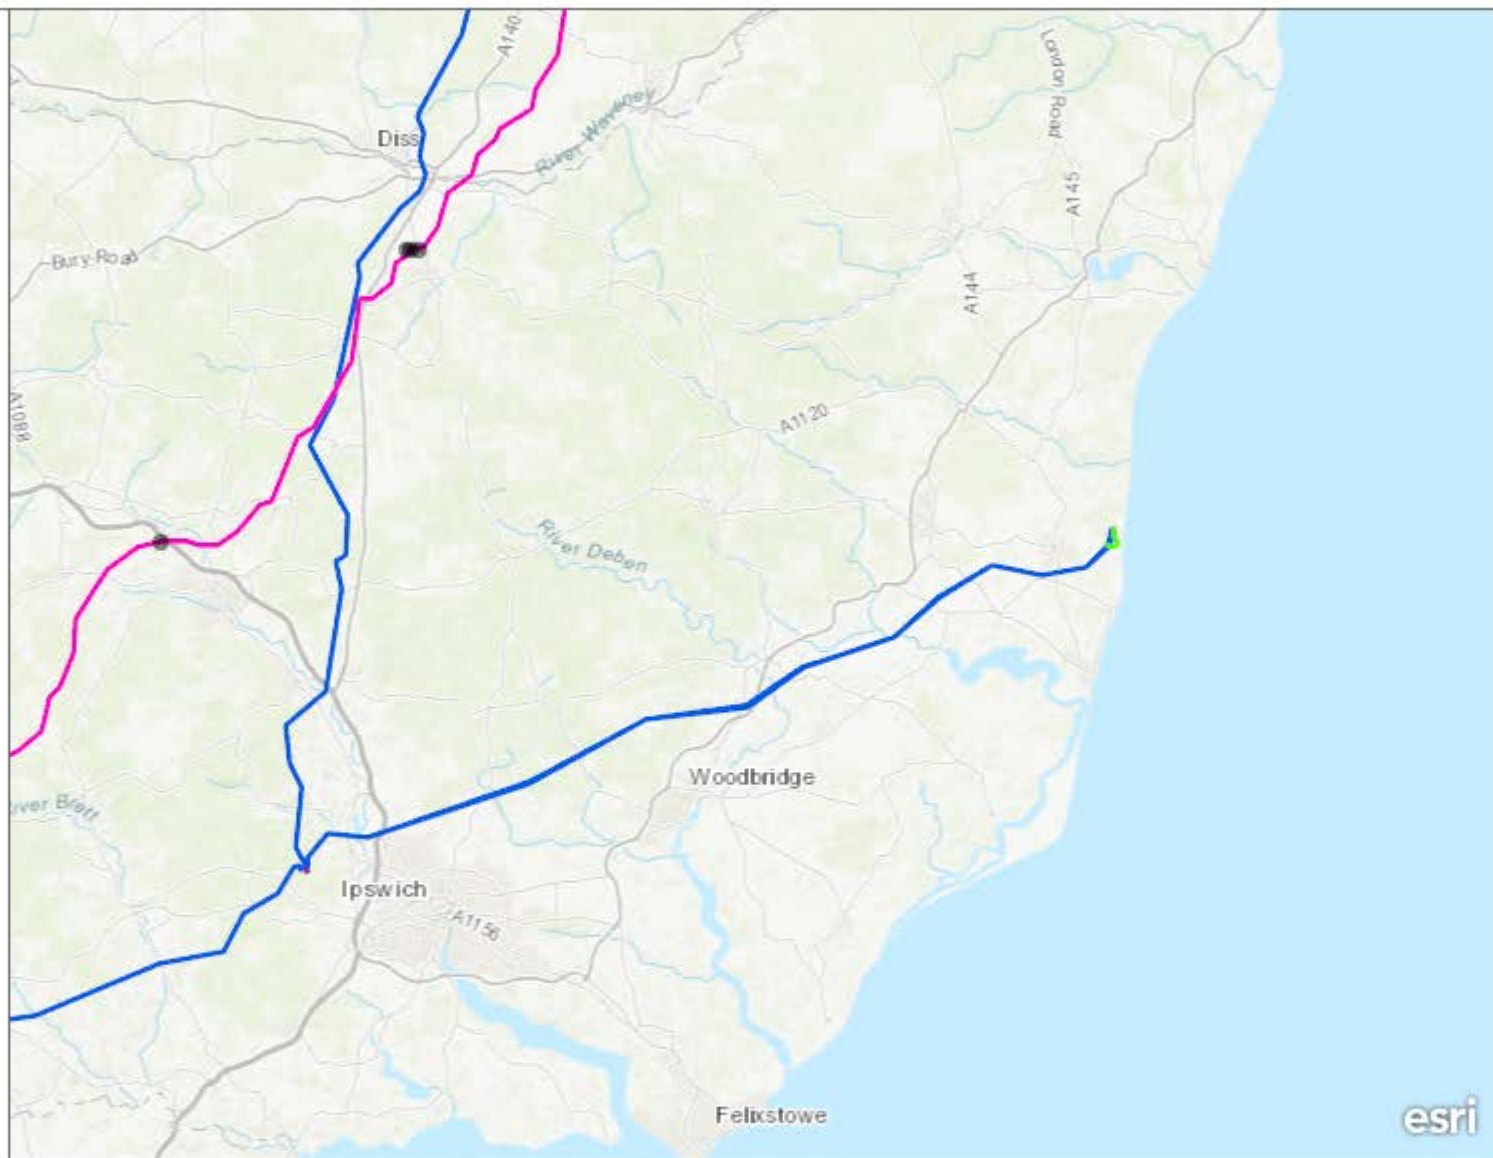 A140
London Road
River Waveney
Diss
A145
Bury Road
A144
A1088
A1120
River Deben
Woodbridge
iver Brett
Ipswich
A1156
Felixstowe
esri